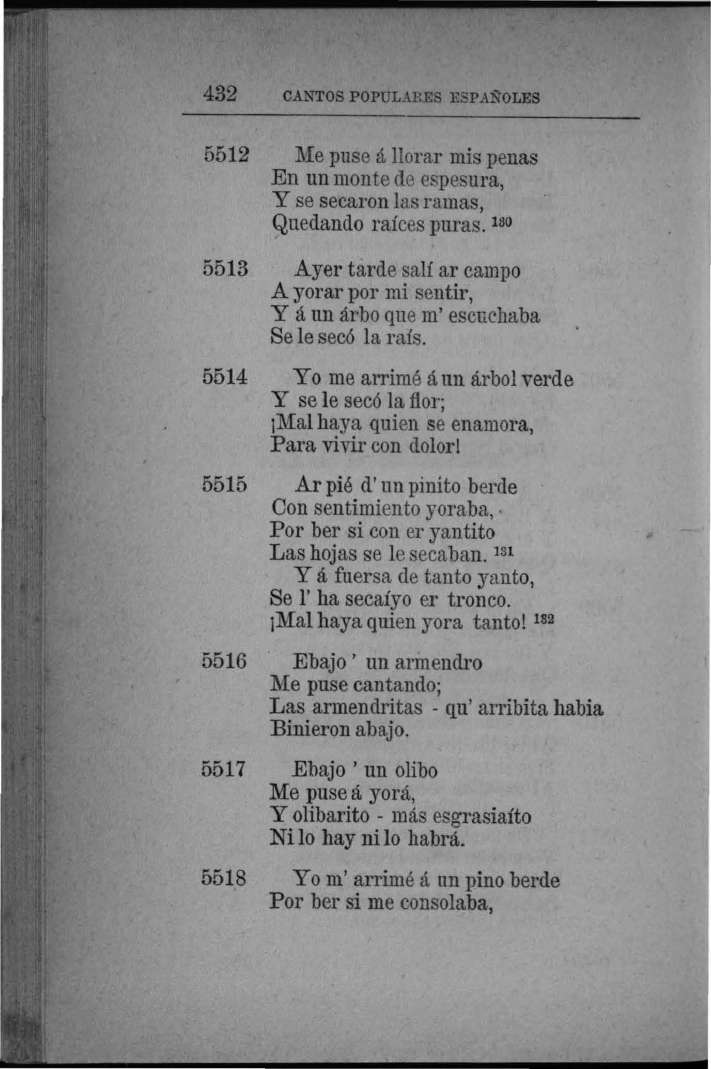 432 CANTOS POPULARES ESPAÑOLES
5512 Me puse á llorar mis penas
En un monte de espesura,
Y se secaron las ramas,
Quedando raíces puras. 130
5513 Ayer tarde salí ar campo
A yorar por mi sentir,
Y á un árbo que m' escuchaba
Se le secó la raís.
5514 Yo me arrimé á un árbol verde
Y se le secó la flor;
¡Mal haya quien se enamora,
Para vivir con dolor!
5515 Ar pié d' un pinito berde
Con sentimiento yoraba,
Por ber si con er yantito
Las hojas se le secaban. 131
Y á fuersa de tanto yanto,
Se l' ha secaíyo er tronco.
¡Mal haya quien yora tanto! 132
5516 Ebajo ' un armendro
Me puse cantando;
Las armendritas - qu' arribita habia
Binieron abajo.
5517 Ebajo ' un olibo
Me puse á yorá,
Y olibarito - más esgrasiaíto
Ni lo hay ni lo habrá.
5518 Yo m' arrimé á un pino berde
Por ber si me consolaba,